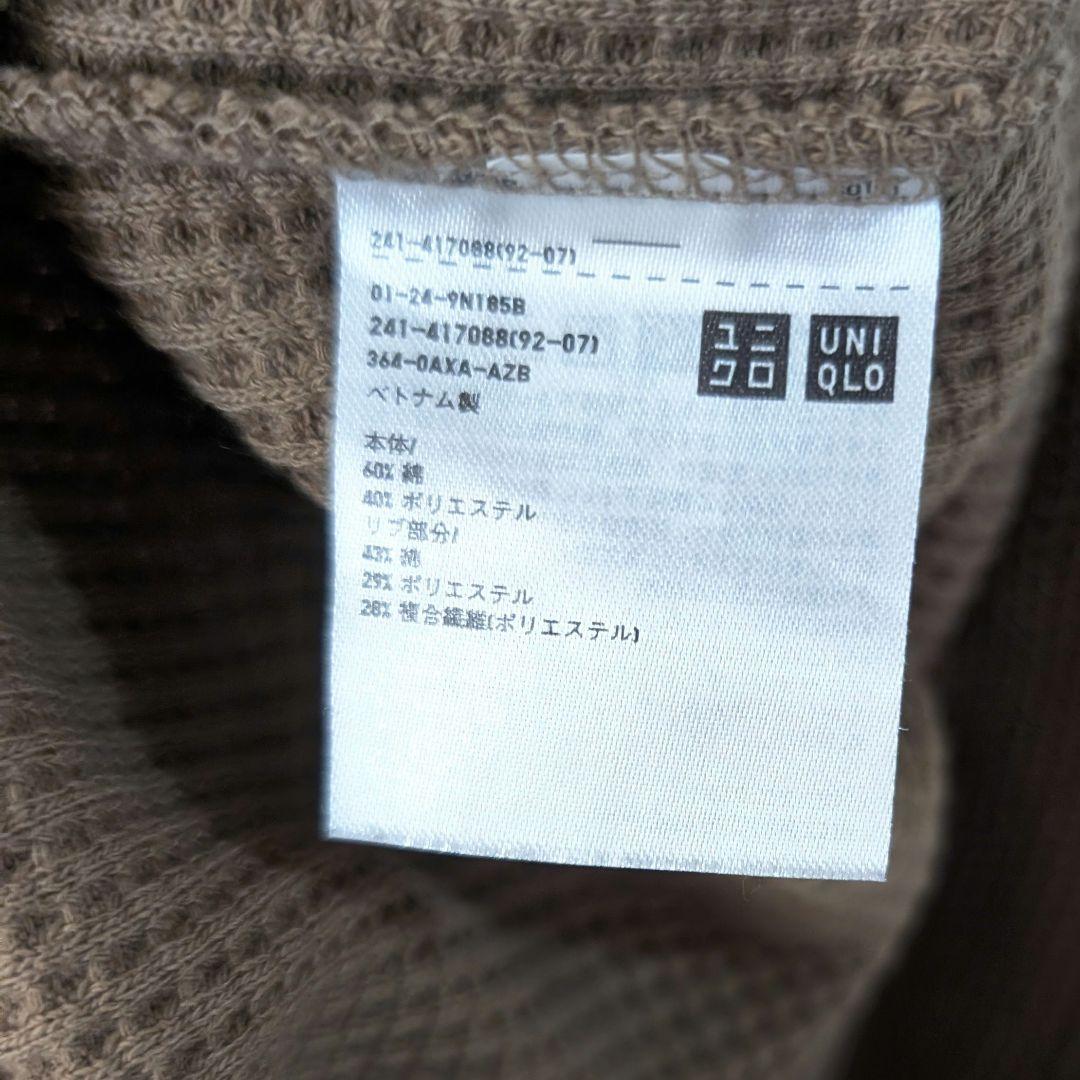 241-417088(92-07)
01-24-9N185B
241-417088(92-07)
364-0AXA-AZB
ベトナム製
ユニ
クロ
UNI
QLO
本体/
60% 綿
40% ポリエステル
リブ部分/
43% 綿
29% ポリエステル
28% 複合繊維(ポリエステル)